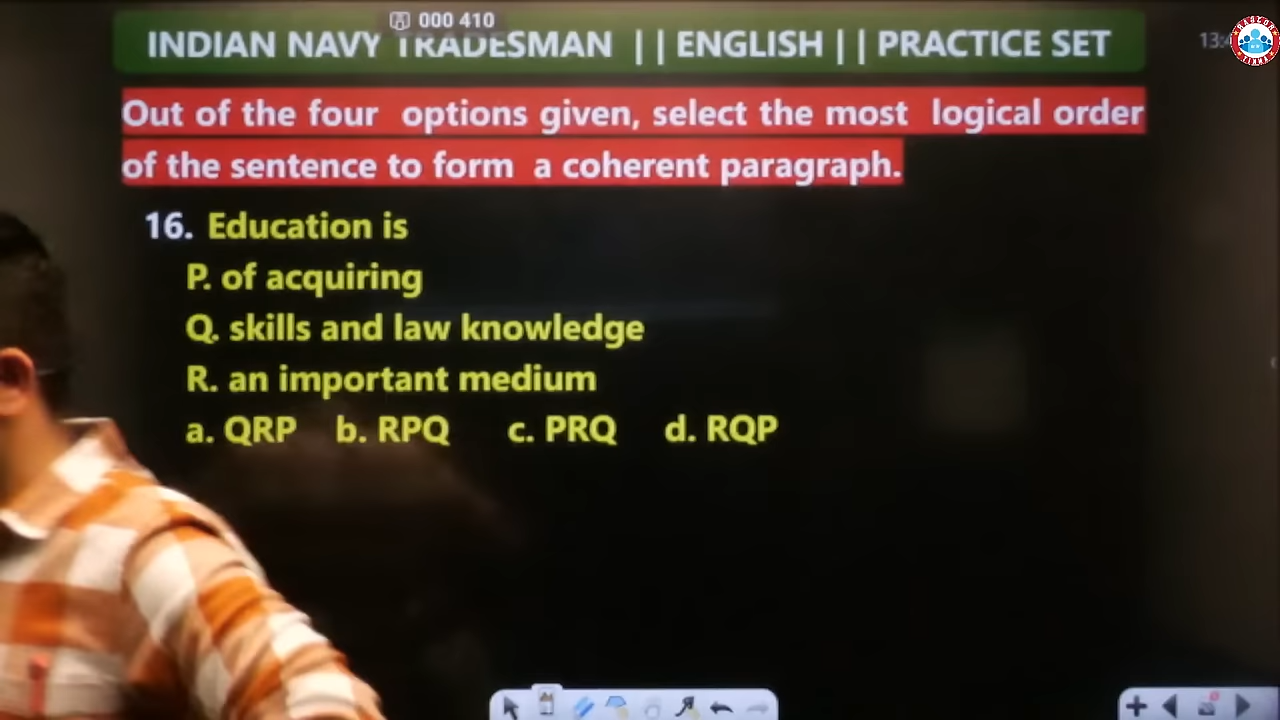 000 410
INDIAN NAVY TRADESMAN || ENGLISH || PRACTICE SET
Out of the four options given, select the most logical order
of the sentence to form a coherent paragraph.
16. Education is
P. of acquiring
Q. skills and law knowledge
R. an important medium
a. QRP b. RPQ c. PRQ d. RQP